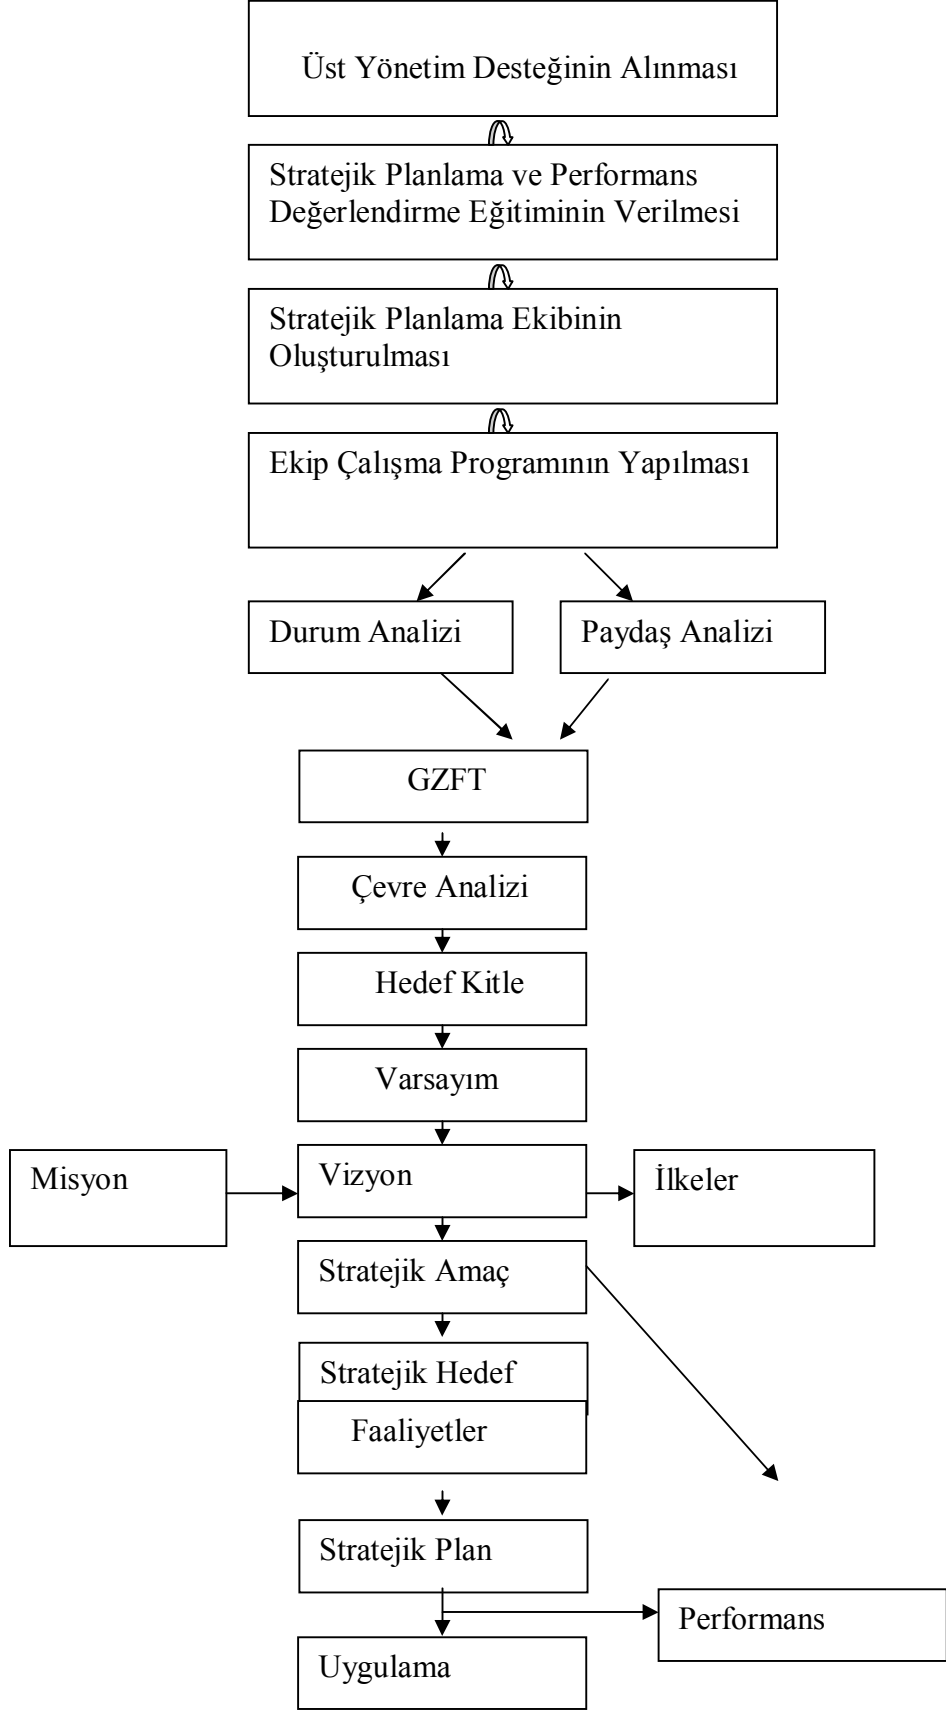 Üst Yönetim Desteğinin Alınması
Stratejik Planlama ve Performans
Değerlendirme Eğitiminin Verilmesi
Stratejik Planlama Ekibinin
Oluşturulması
Ekip Çalışma Programının Yapılması
Durum Analizi
Paydaş Analizi
GZFT
Çevre Analizi
Hedef Kitle
Varsayım
Misyon
Vizyon
İlkeler
Stratejik Amaç
Stratejik Hedef
Faaliyetler
Stratejik Plan
Performans
Uygulama